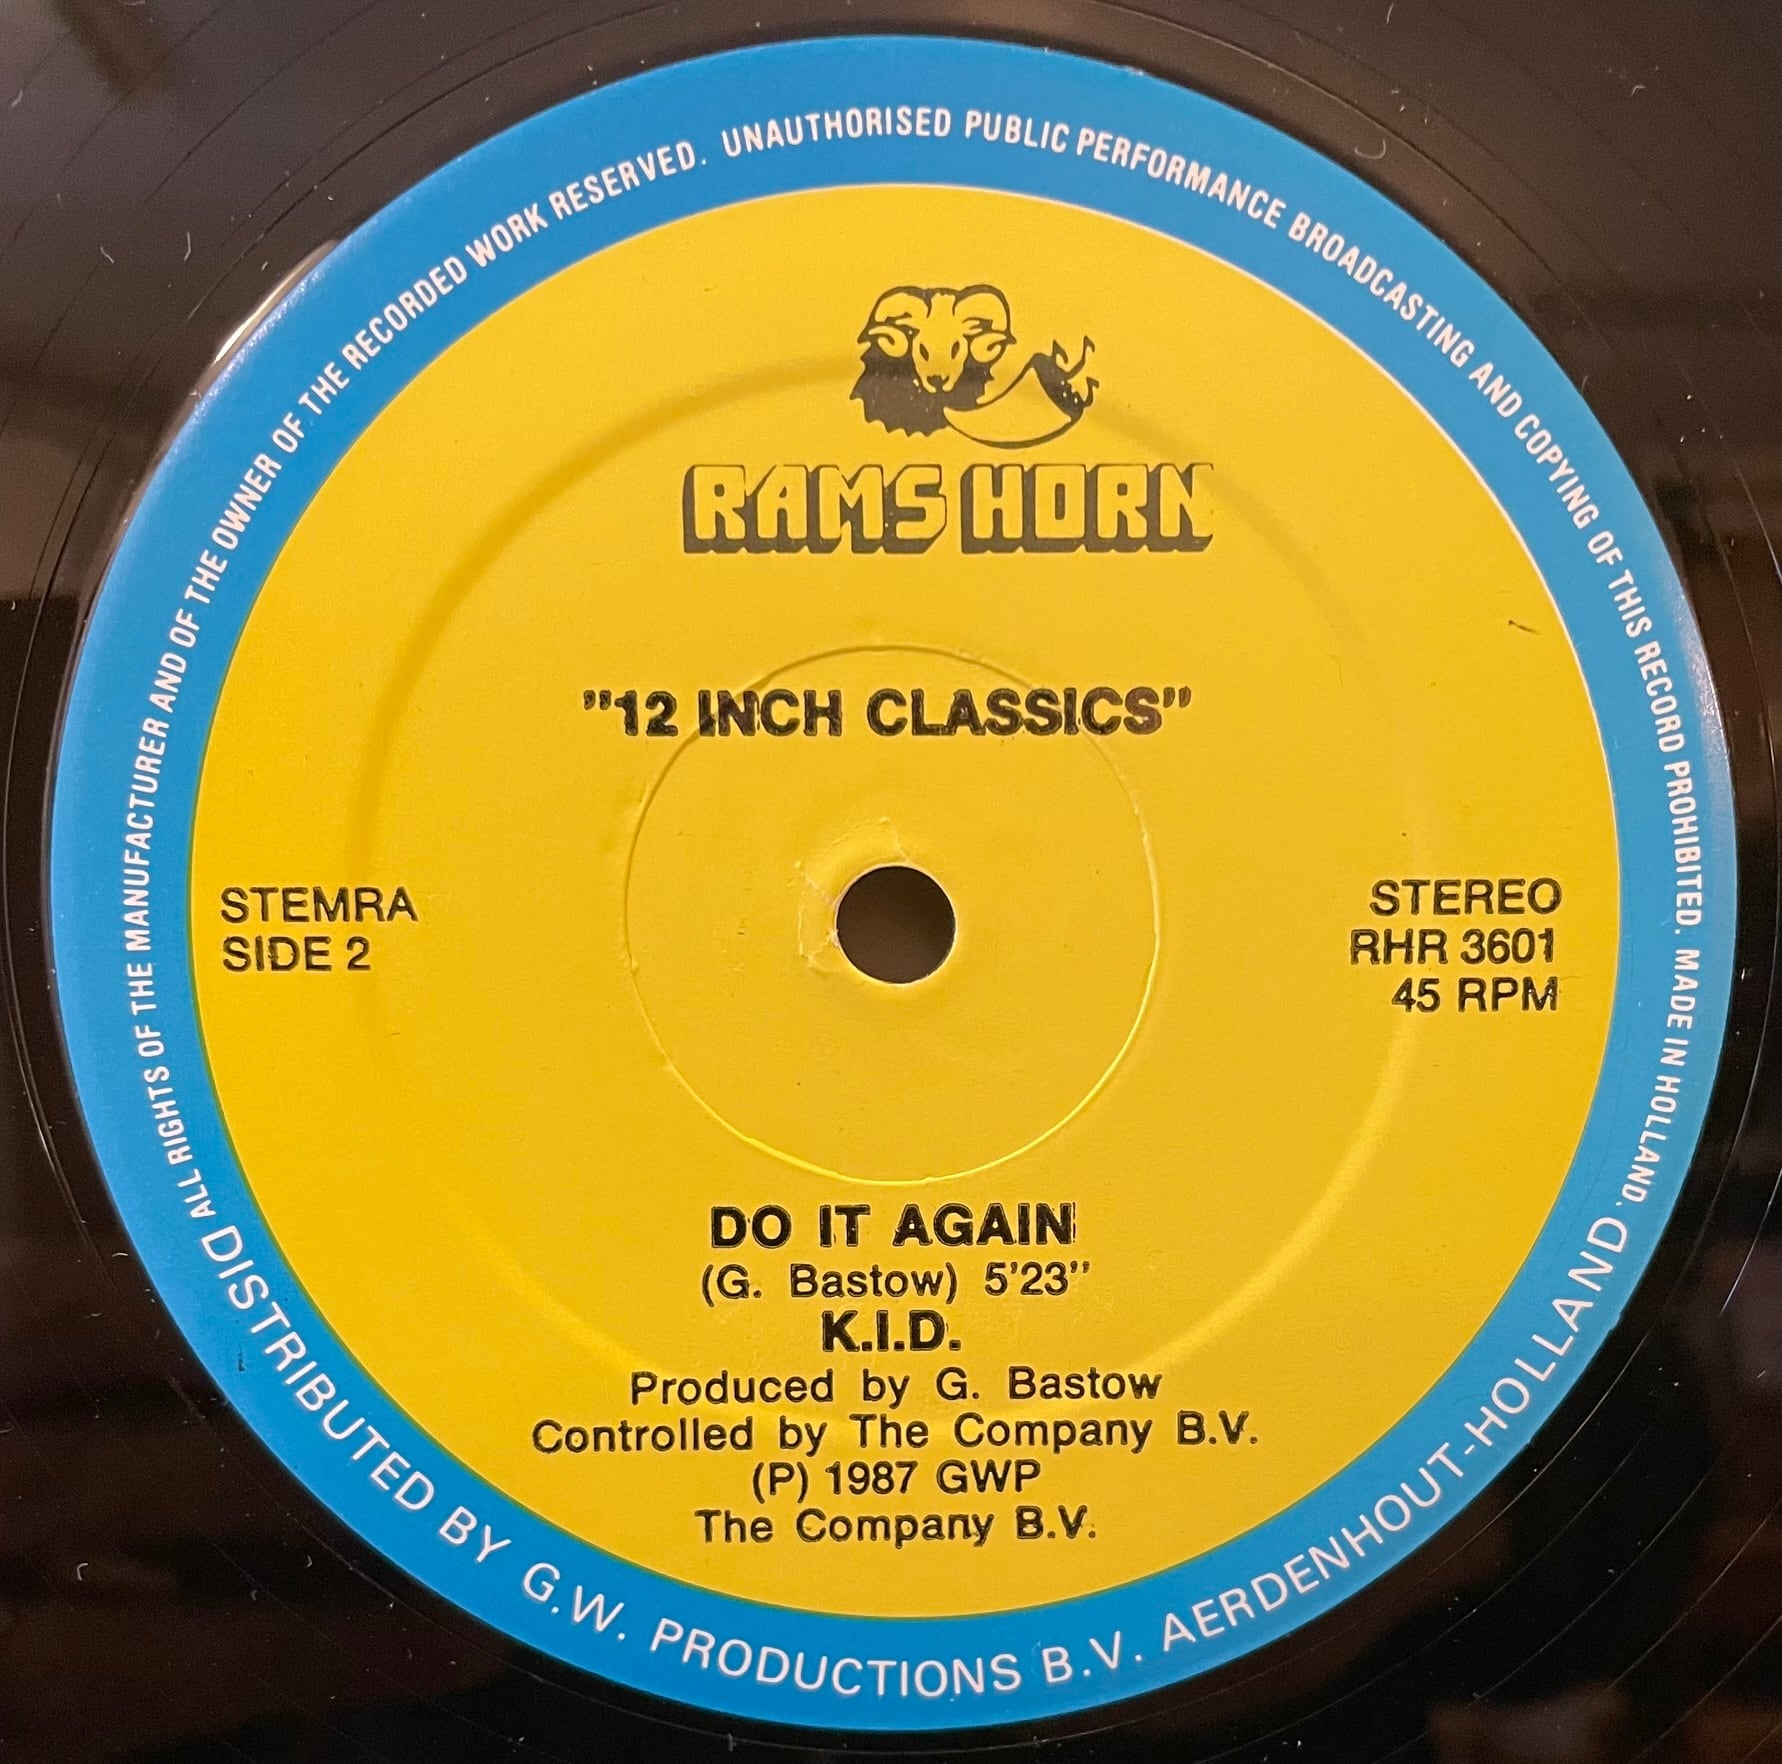 ALL RIGHTS OF THE MANUFACTURER AND OF THE OWNER OF THE RECORDED WORK RESERVED. UNAUTHORISED PUBLIC PERFORMANCE BROADCASTING AND COPYING OF THIS RECORD PROHIBITED. MADE IN HOLLAND.
RAMS HORN
"12 INCH CLASSICS"
STEMRA
SIDE 2
STEREO
RHR 3601
45 RPM
DO IT AGAIN
(G. Bastow) 5'23"
K.I.D.
Produced by G. Bastow
Controlled by The Company B.V.
(P) 1987 GWP
The Company B.V.
DISTRIBUTED BY G.W. PRODUCTIONS B.V. AERDENHOUT-HOLLAND